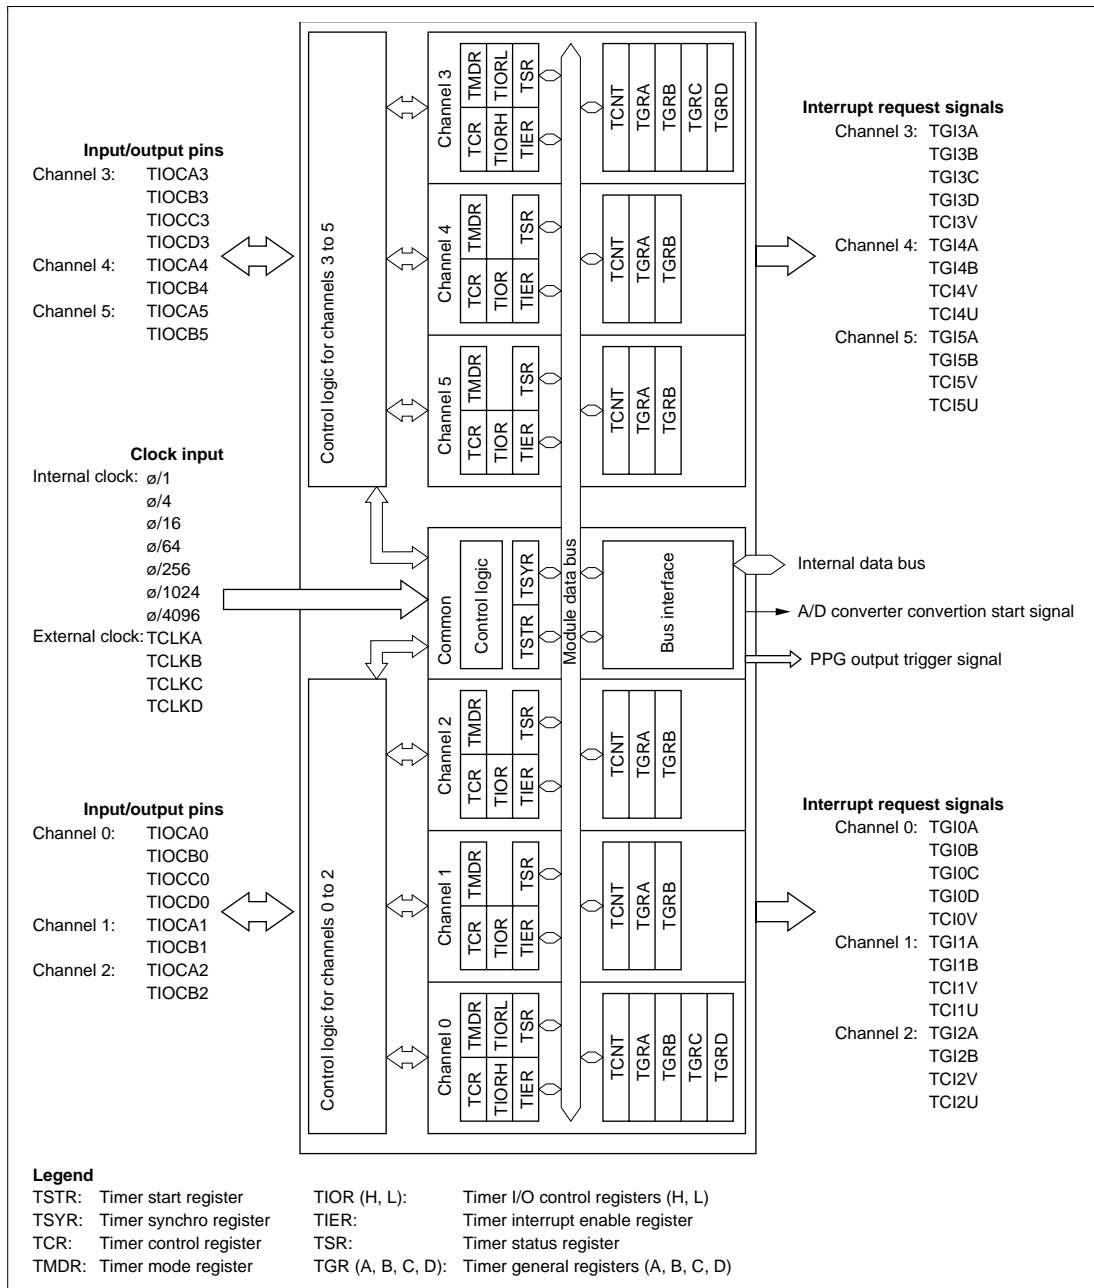 Input/output pins
Channel 3: TIOCA3
TIOCB3
TIOCC3
TIOCD3
Channel 4: TIOCA4
TIOCB4
Channel 5: TIOCA5
TIOCB5
Clock input
Internal clock: ø/1
ø/4
ø/16
ø/64
ø/256
ø/1024
ø/4096
External clock: TCLKA
TCLKB
TCLKC
TCLKD
Input/output pins
Channel 0: TIOCA0
TIOCB0
TIOCC0
TIOCD0
Channel 1: TIOCA1
TIOCB1
Channel 2: TIOCA2
TIOCB2
Control logic for channels 3 to 5
Control logic for channels 0 to 2
Channel 3
TMDR TIORL TSR
TCR TIORH TIER
TCNT TGRA TGRB TGRC TGRD
Channel 4
TMDR TSR
TCR TIOR TIER
TCNT TGRA TGRB
Channel 5
TMDR TSR
TCR TIOR TIER
TCNT TGRA TGRB
Common
Control logic
TSTR TSYR
Module data bus
Bus interface
Channel 2
TMDR TSR
TCR TIOR TIER
TCNT TGRA TGRB
Channel 1
TMDR TSR
TCR TIOR TIER
TCNT TGRA TGRB
Channel 0
TMDR TIORL TSR
TCR TIORH TIER
TCNT TGRA TGRB TGRC TGRD
Interrupt request signals
Channel 3: TGI3A
TGI3B
TGI3C
TGI3D
TCI3V
Channel 4: TGI4A
TGI4B
TCI4V
TCI4U
Channel 5: TGI5A
TGI5B
TCI5V
TCI5U
Internal data bus
A/D converter convertion start signal
PPG output trigger signal
Interrupt request signals
Channel 0: TGI0A
TGI0B
TGI0C
TGI0D
TCI0V
Channel 1: TGI1A
TGI1B
TCI1V
TCI1U
Channel 2: TGI2A
TGI2B
TCI2V
TCI2U
Legend
TSTR: Timer start register
TSYR: Timer synchro register
TCR: Timer control register
TMDR: Timer mode register
TIOR (H, L): Timer I/O control registers (H, L)
TIER: Timer interrupt enable register
TSR: Timer status register
TGR (A, B, C, D): Timer general registers (A, B, C, D)